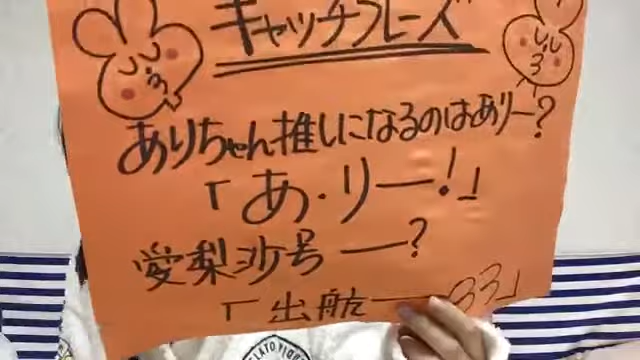 キャッチフレーズ
ありちゃん推しになるのはありー?
「あ・りー!」
愛梨沙号ー?
「出航ー33」